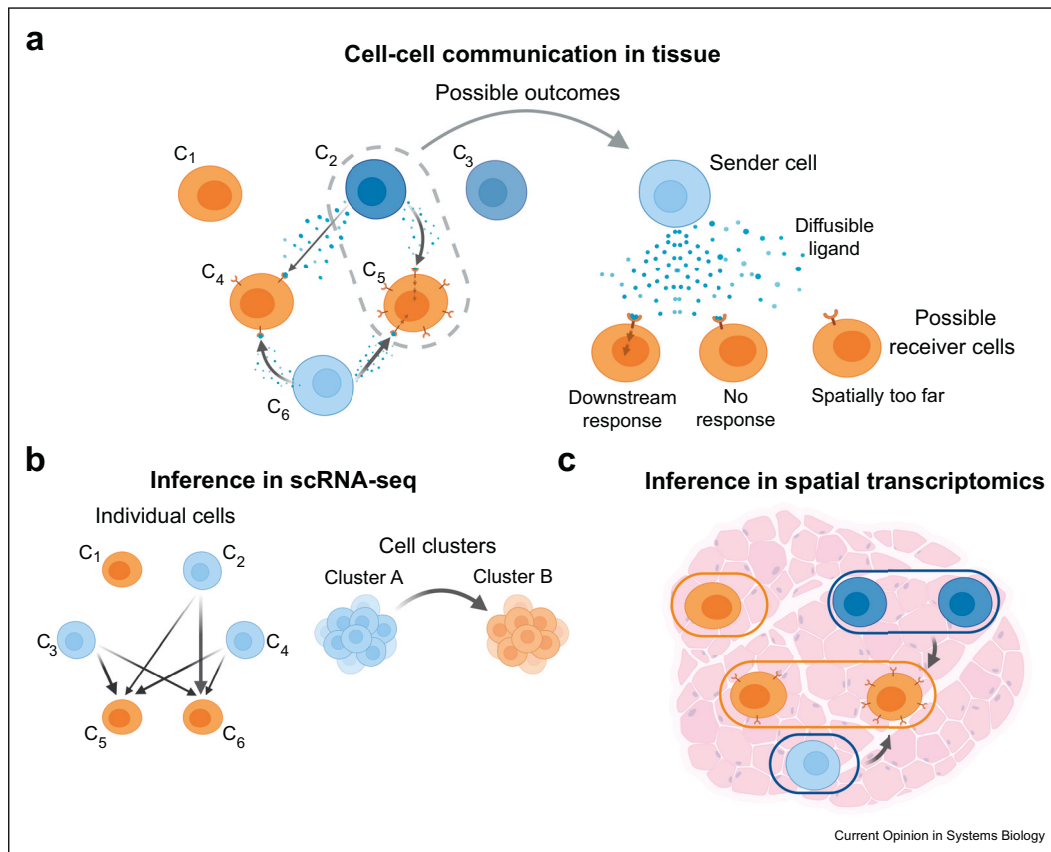 a
Cell-cell communication in tissue
Possible outcomes
C1
C2
C3
Sender cell
Diffusible
ligand
C4
C5
Possible
receiver cells
C6
Downstream
response
No
response
Spatially too far
b
Inference in scRNA-seq
Individual cells
C1
C2
C3
C4
C5
C6
Cell clusters
Cluster A
Cluster B
c
Inference in spatial transcriptomics
Current Opinion in Systems Biology